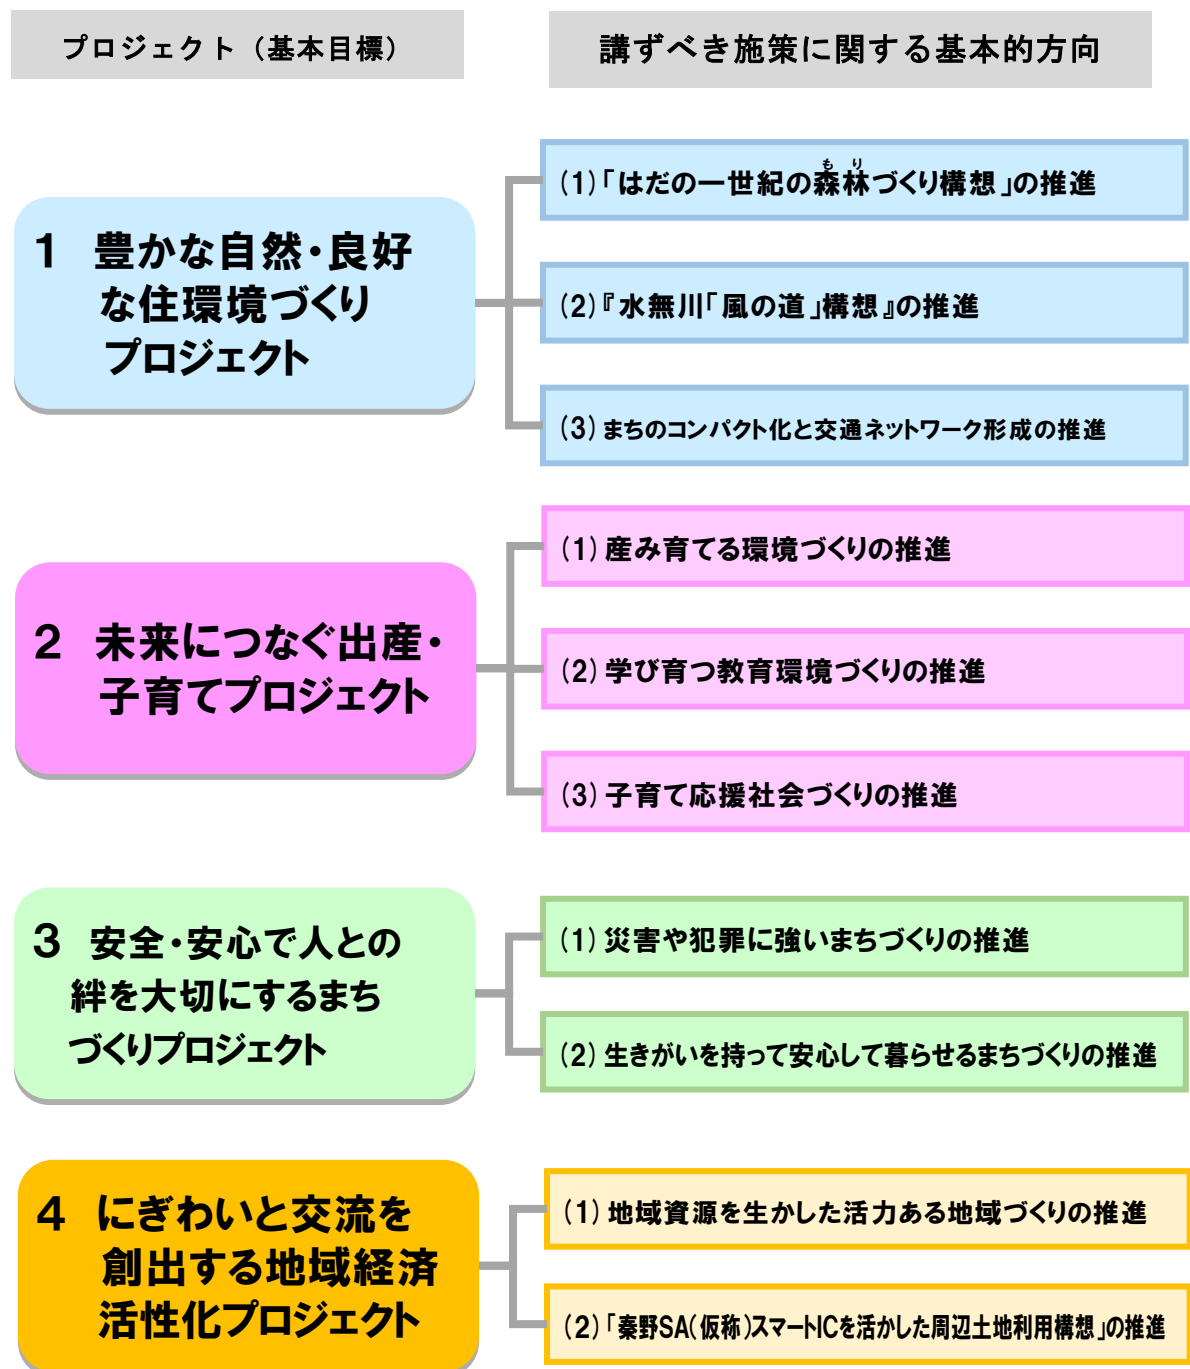 プロジェクト（基本目標）
講ずべき施策に関する基本的方向
1 豊かな自然・良好
な住環境づくり
プロジェクト
もり
(1)「はだの一世紀の森林づくり構想」の推進
(2)『水無川「風の道」構想』の推進
(3)まちのコンパクト化と交通ネットワーク形成の推進
2 未来につなぐ出産・
子育てプロジェクト
(1)産み育てる環境づくりの推進
(2)学び育つ教育環境づくりの推進
(3)子育て応援社会づくりの推進
3 安全・安心で人との
絆を大切にするまち
づくりプロジェクト
(1)災害や犯罪に強いまちづくりの推進
(2)生きがいを持って安心して暮らせるまちづくりの推進
4 にぎわいと交流を
創出する地域経済
活性化プロジェクト
(1)地域資源を生かした活力ある地域づくりの推進
(2)「秦野SA(仮称)スマートICを活かした周辺土地利用構想」の推進